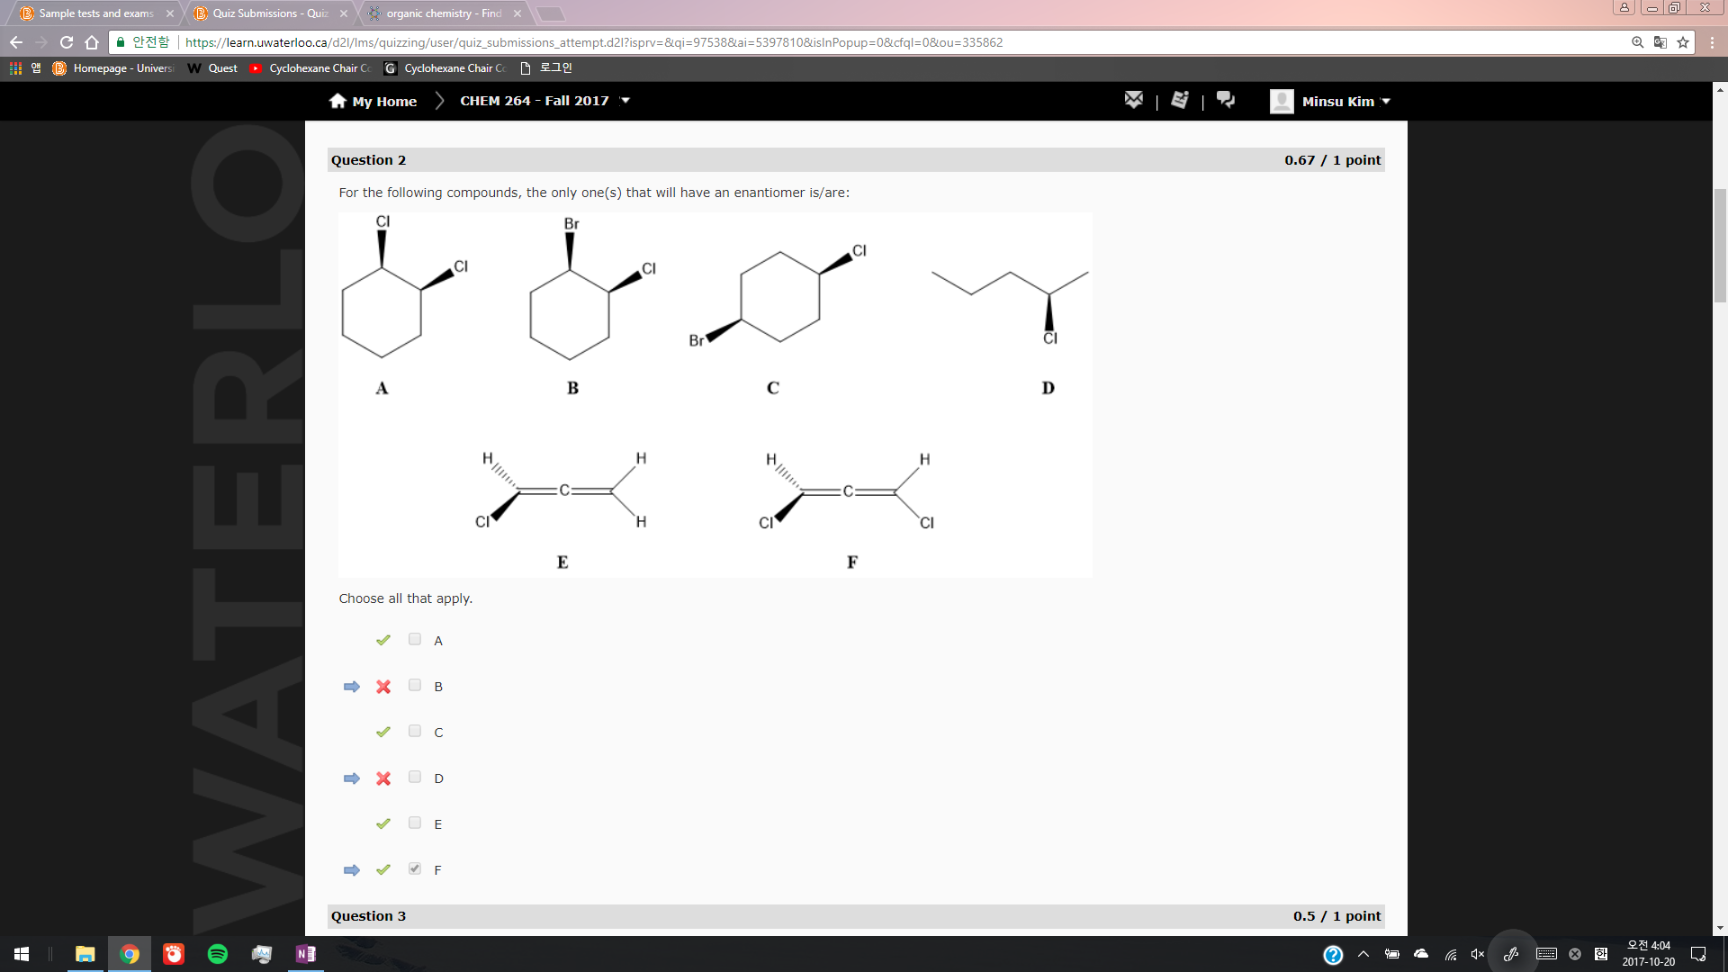 Sample tests and exams
Quiz Submissions - Quiz
organic chemistry - Find
안전함
https://learn.uwaterloo.ca/d2l/lms/quizzing/user/quiz_submissions_attempt.d2l?isprv=&qi=97538&ai=5397810&isInPopup=0&cfql=0&ou=335862
앱
Homepage - Universi
Quest
Cyclohexane Chair Co
Cyclohexane Chair Co
로그인
My Home
CHEM 264 - Fall 2017
Minsu Kim
WATERLO
Question 2
0.67 / 1 point
For the following compounds, the only one(s) that will have an enantiomer is/are:
Cl
Cl
A
Br
Cl
B
Cl
Br
C
Cl
D
H
Cl
C
H
H
E
H
Cl
C
H
Cl
F
Choose all that apply.
A
B
C
D
E
F
Question 3
0.5 / 1 point
오전 4:04
2017-10-20